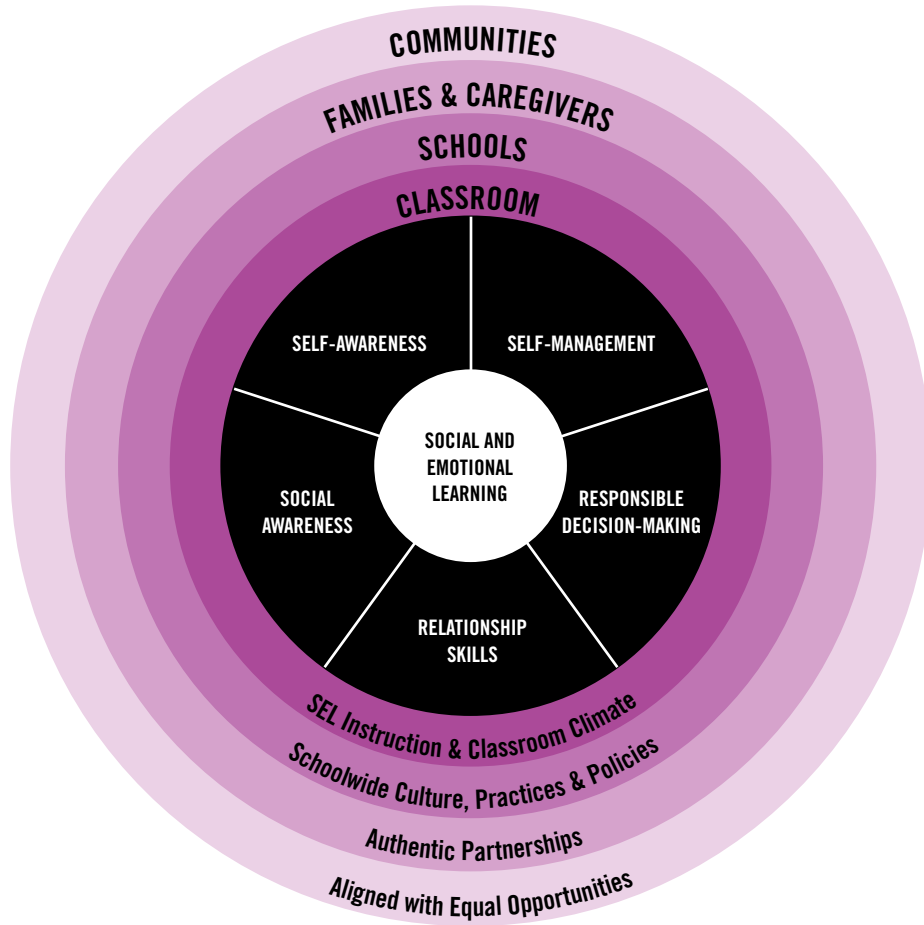 COMMUNITIES
FAMILIES & CAREGIVERS
SCHOOLS
CLASSROOM
SELF-AWARENESS
SELF-MANAGEMENT
SOCIAL AND
EMOTIONAL
LEARNING
SOCIAL
AWARENESS
RESPONSIBLE
DECISION-MAKING
RELATIONSHIP
SKILLS
SEL Instruction & Classroom Climate
Schoolwide Culture, Practices & Policies
Authentic Partnerships
Aligned with Equal Opportunities